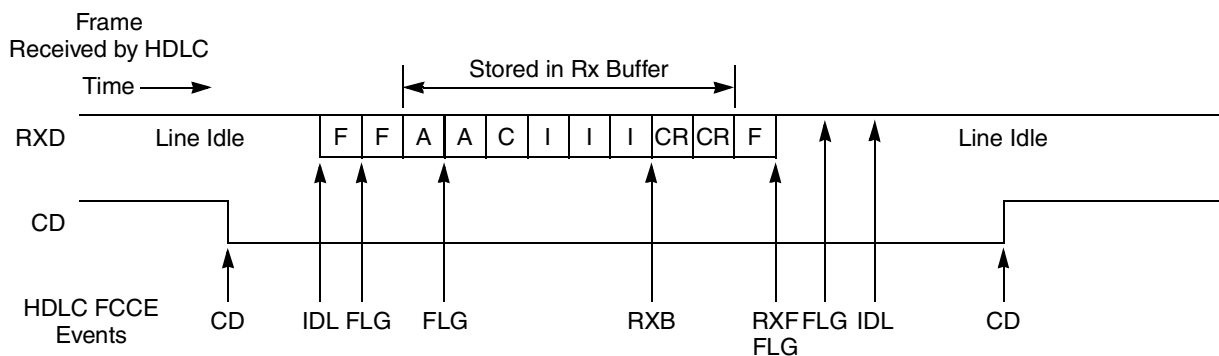 Frame
Received by HDLC
Time
Stored in Rx Buffer
RXD
Line Idle
F F A A C I I I CR CR F
Line Idle
CD
HDLC FCCE
Events
CD
IDL FLG
FLG
RXB
RXF FLG IDL
FLG
CD